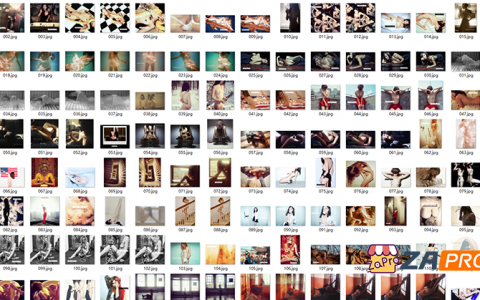 002.jpg 003.jpg 004.jpg 005.jpg 006.jpg 007.jpg 008.jpg 009.jpg 010.jpg 011.jpg 012.jpg 013.jpg 014.jpg 015.jpg
018.jpg 019.jpg 020.jpg 021.jpg 022.jpg 023.jpg 024.jpg 025.jpg 026.jpg 027.jpg 028.jpg 029.jpg 030.jpg 031.jpg
034.jpg 035.jpg 036.jpg 037.jpg 038.jpg 039.jpg 040.jpg 041.jpg 042.jpg 043.jpg 044.jpg 045.jpg 046.jpg 047.jpg
050.jpg 051.jpg 052.jpg 053.jpg 054.jpg 055.jpg 056.jpg 057.jpg 058.jpg 059.jpg 060.jpg 061.jpg 062.jpg 063.jpg
066.jpg 067.jpg 068.jpg 069.jpg 070.jpg 071.jpg 072.jpg 073.jpg 074.jpg 075.jpg 076.jpg 077.jpg 078.jpg 079.jpg
082.jpg 083.jpg 084.jpg 085.jpg 086.jpg 087.jpg 088.jpg 089.jpg 090.jpg 091.jpg 092.jpg 093.jpg 094.jpg 095.jpg
098.jpg 099.jpg 100.jpg 101.jpg 102.jpg 103.jpg 104.jpg 105.jpg 106.jpg 107.jpg 108.jpg
ZAPRO